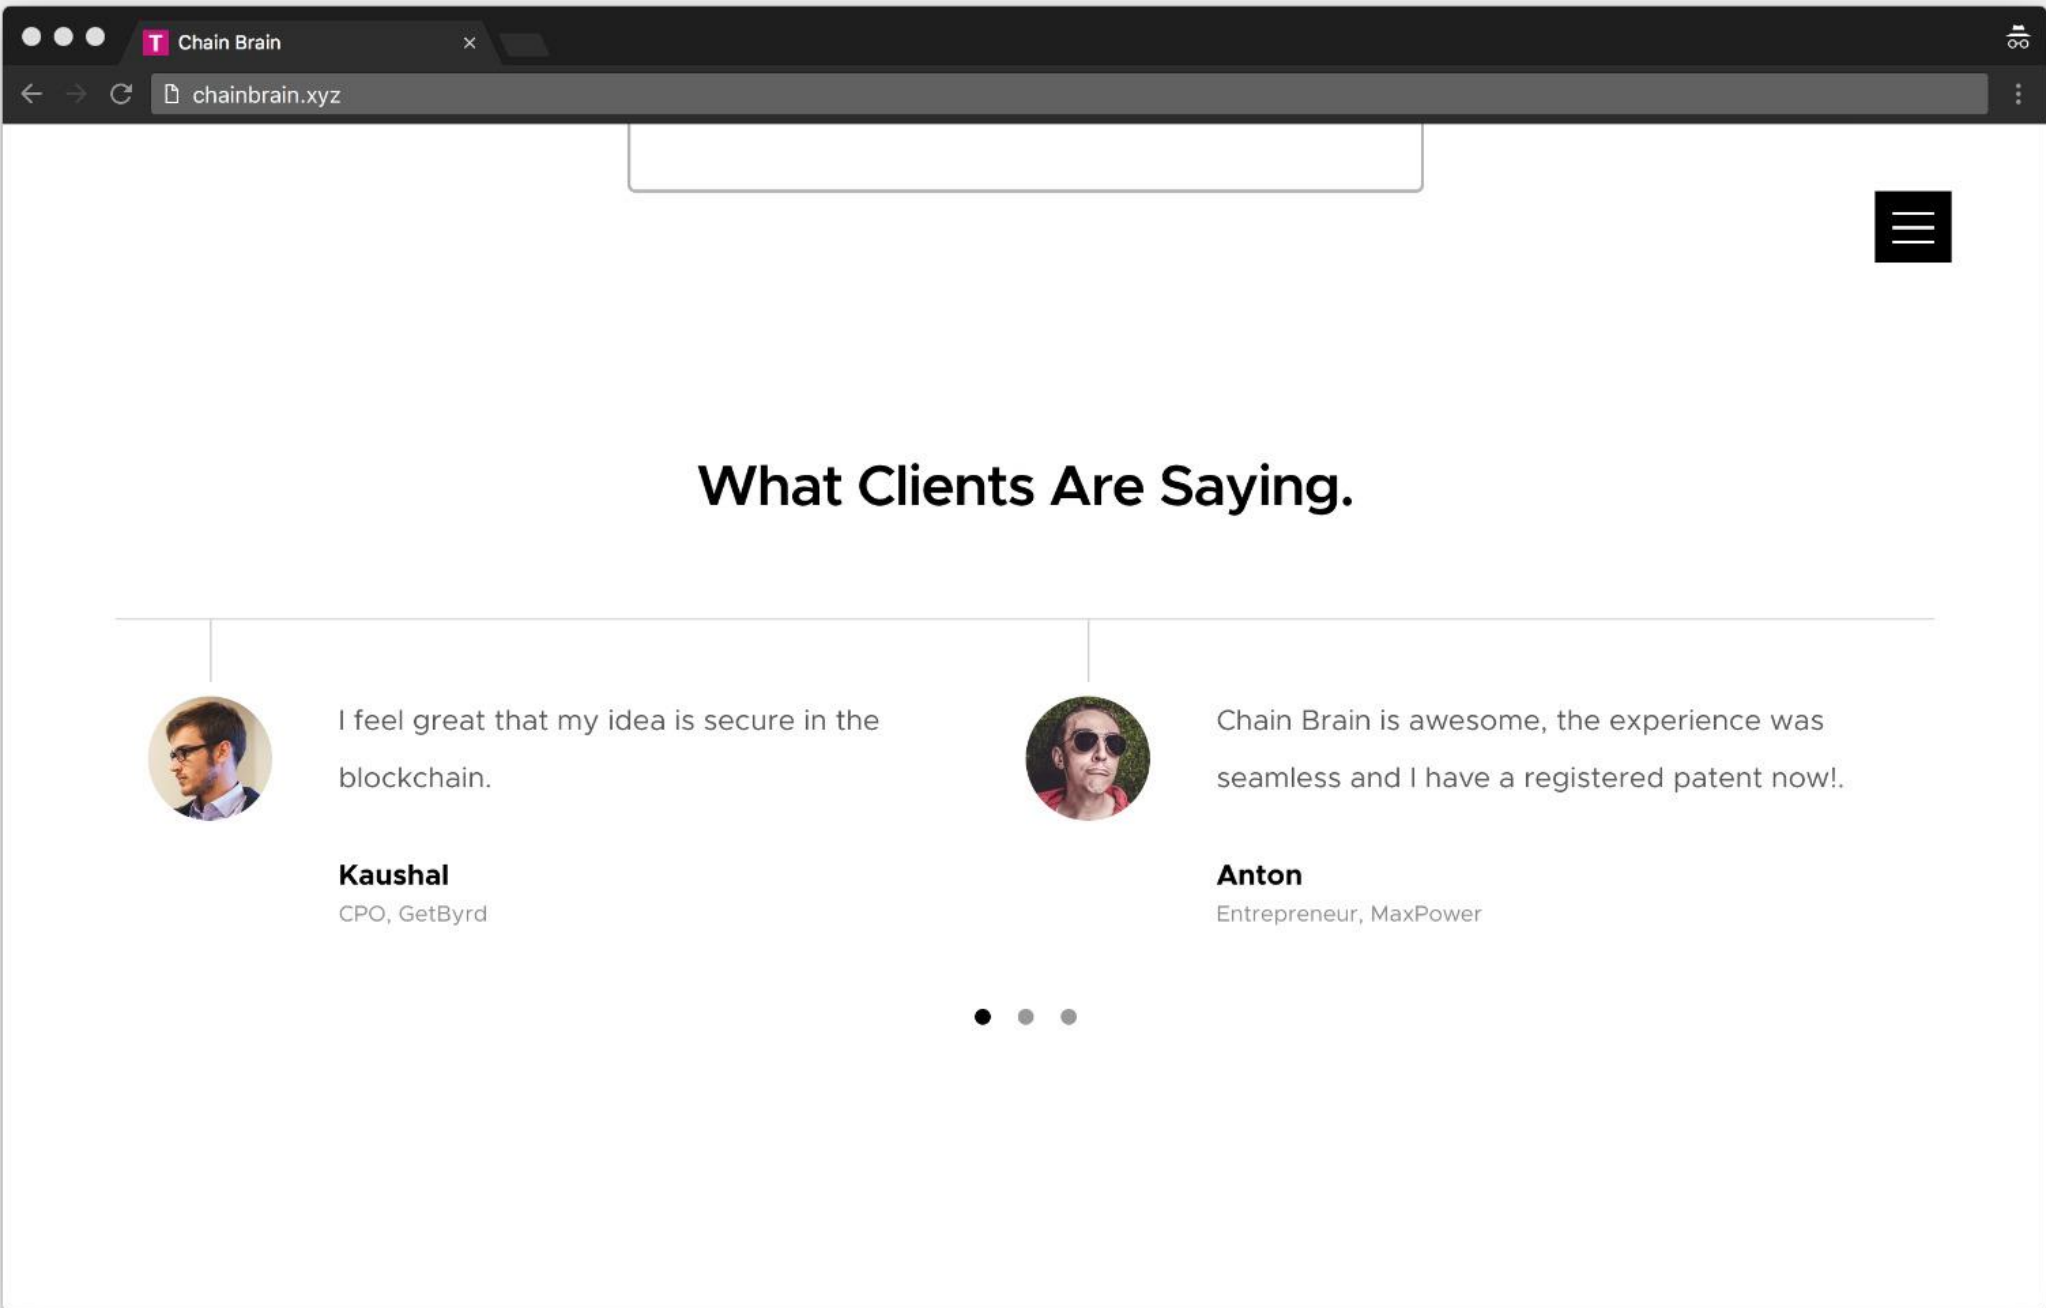 T Chain Brain
chainbrain.xyz
What Clients Are Saying.
I feel great that my idea is secure in the
blockchain.
Kaushal
CPO, GetByrd
Chain Brain is awesome, the experience was
seamless and I have a registered patent now!.
Anton
Entrepreneur, MaxPower